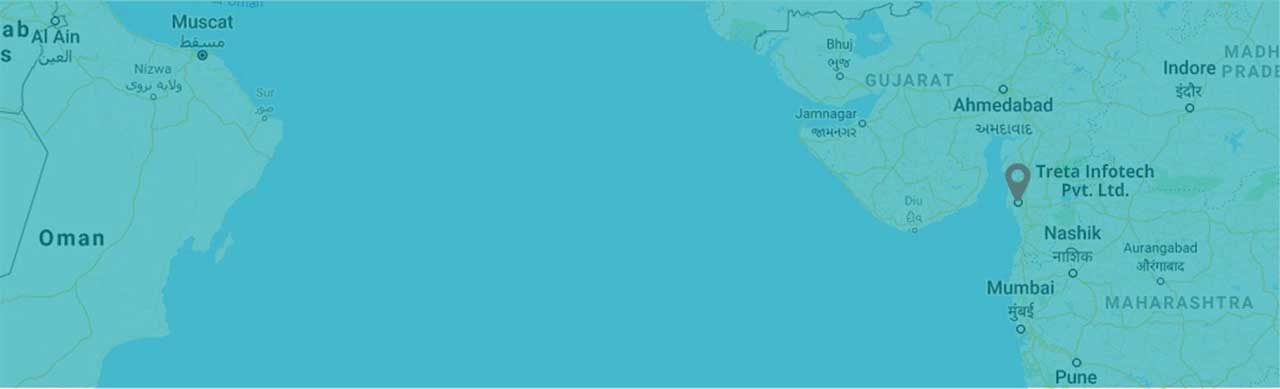 Muscat
مسقط
ab
s
Al Ain
العين
Nizwa
ولاية نزوى
Sur
صور
Oman
Bhuj
ભુજ
GUJARAT
Ahmedabad
અમદાવાદ
Jamnagar
જામનગર
Indore
इंदौर
MADH
PRADE
Treta Infotech
Pvt. Ltd.
Diu
દીવ
Nashik
नाशिक
Aurangabad
औरंगाबाद
Mumbai
मुंबई
MAHARASHTRA
Pune